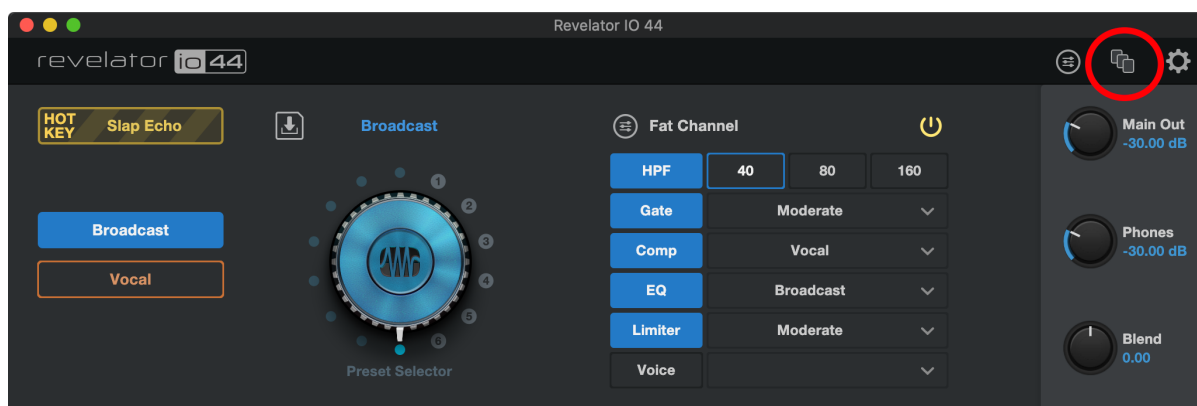 Revelator IO 44
revelator io 44
HOT KEY Slap Echo
Broadcast
Vocal
Broadcast
1
2
3
4
5
6
Preset Selector
Fat Channel
HPF 40 80 160
Gate Moderate
Comp Vocal
EQ Broadcast
Limiter Moderate
Voice
Main Out
-30.00 dB
Phones
-30.00 dB
Blend
0.00